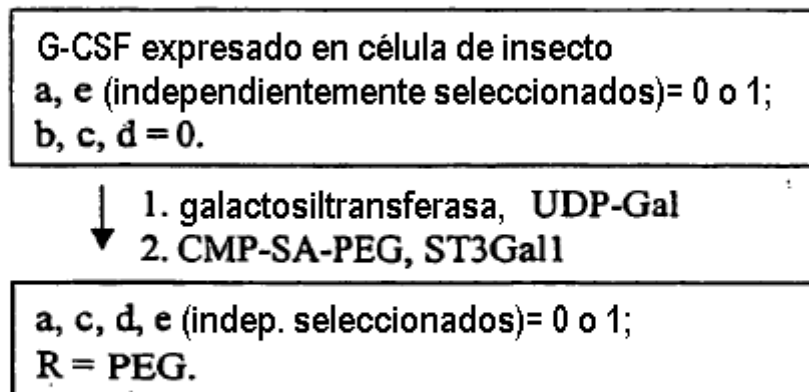 G-CSF expresado en célula de insecto
a, e (independientemente seleccionados)= 0 o 1;
b, c, d = 0.
1. galactosiltransferasa, UDP-Gal
2. CMP-SA-PEG, ST3Gal1
a, c, d, e (indep. seleccionados)= 0 o 1;
R = PEG.